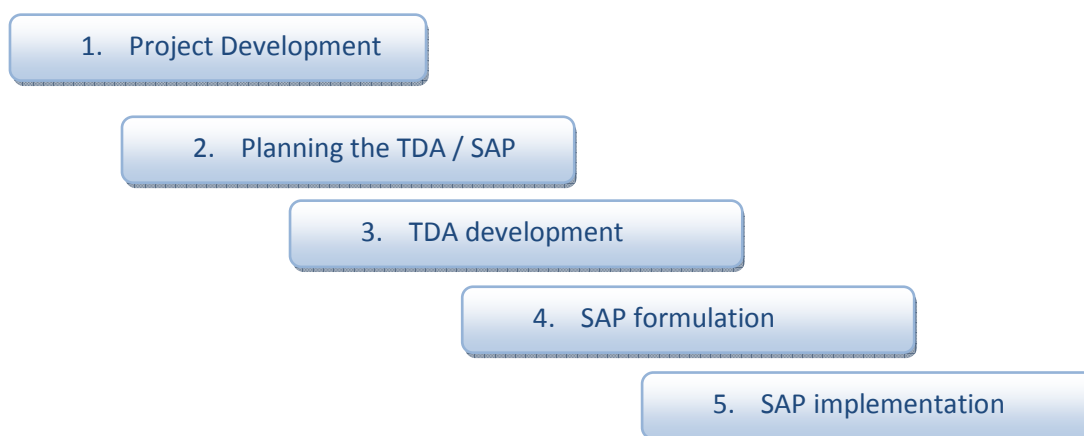 1. Project Development
2. Planning the TDA / SAP
3. TDA development
4. SAP formulation
5. SAP implementation